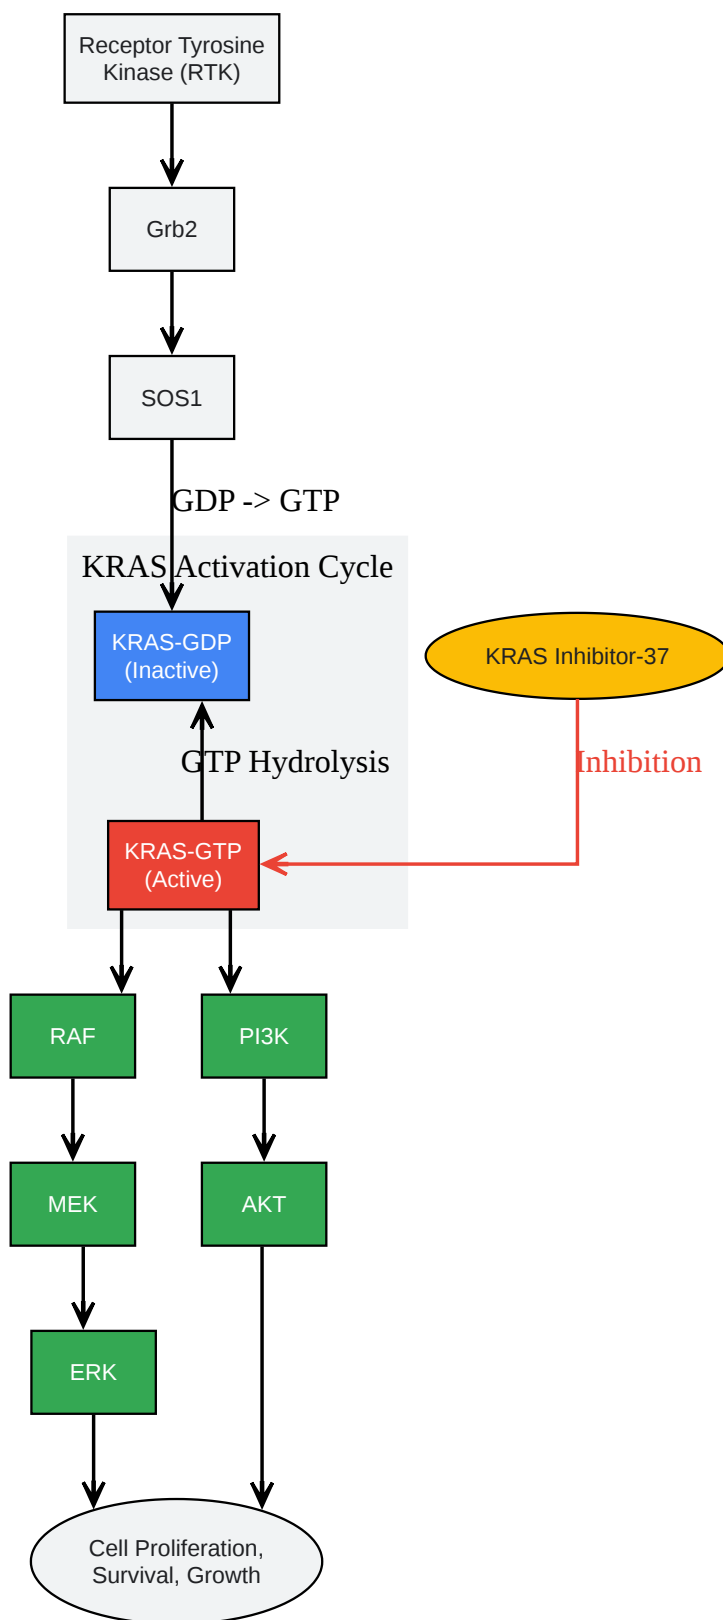 Receptor Tyrosine
Kinase (RTK)
Grb2
SOS1
GDP -> GTP
KRAS Activation Cycle
KRAS-GDP
(Inactive)
KRAS Inhibitor-37
GTP Hydrolysis
Inhibition
KRAS-GTP
(Active)
RAF
PI3K
MEK
AKT
ERK
Cell Proliferation,
Survival, Growth